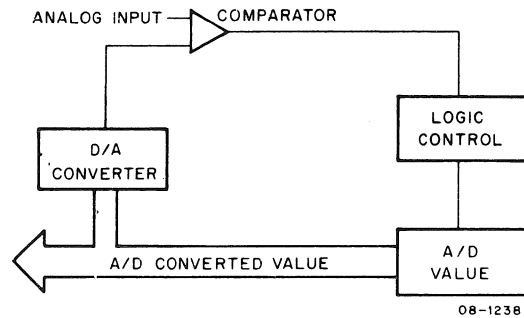 ANALOG INPUT
COMPARATOR
LOGIC
CONTROL
D/A
CONVERTER
A/D CONVERTED VALUE
A/D
VALUE
08-1238